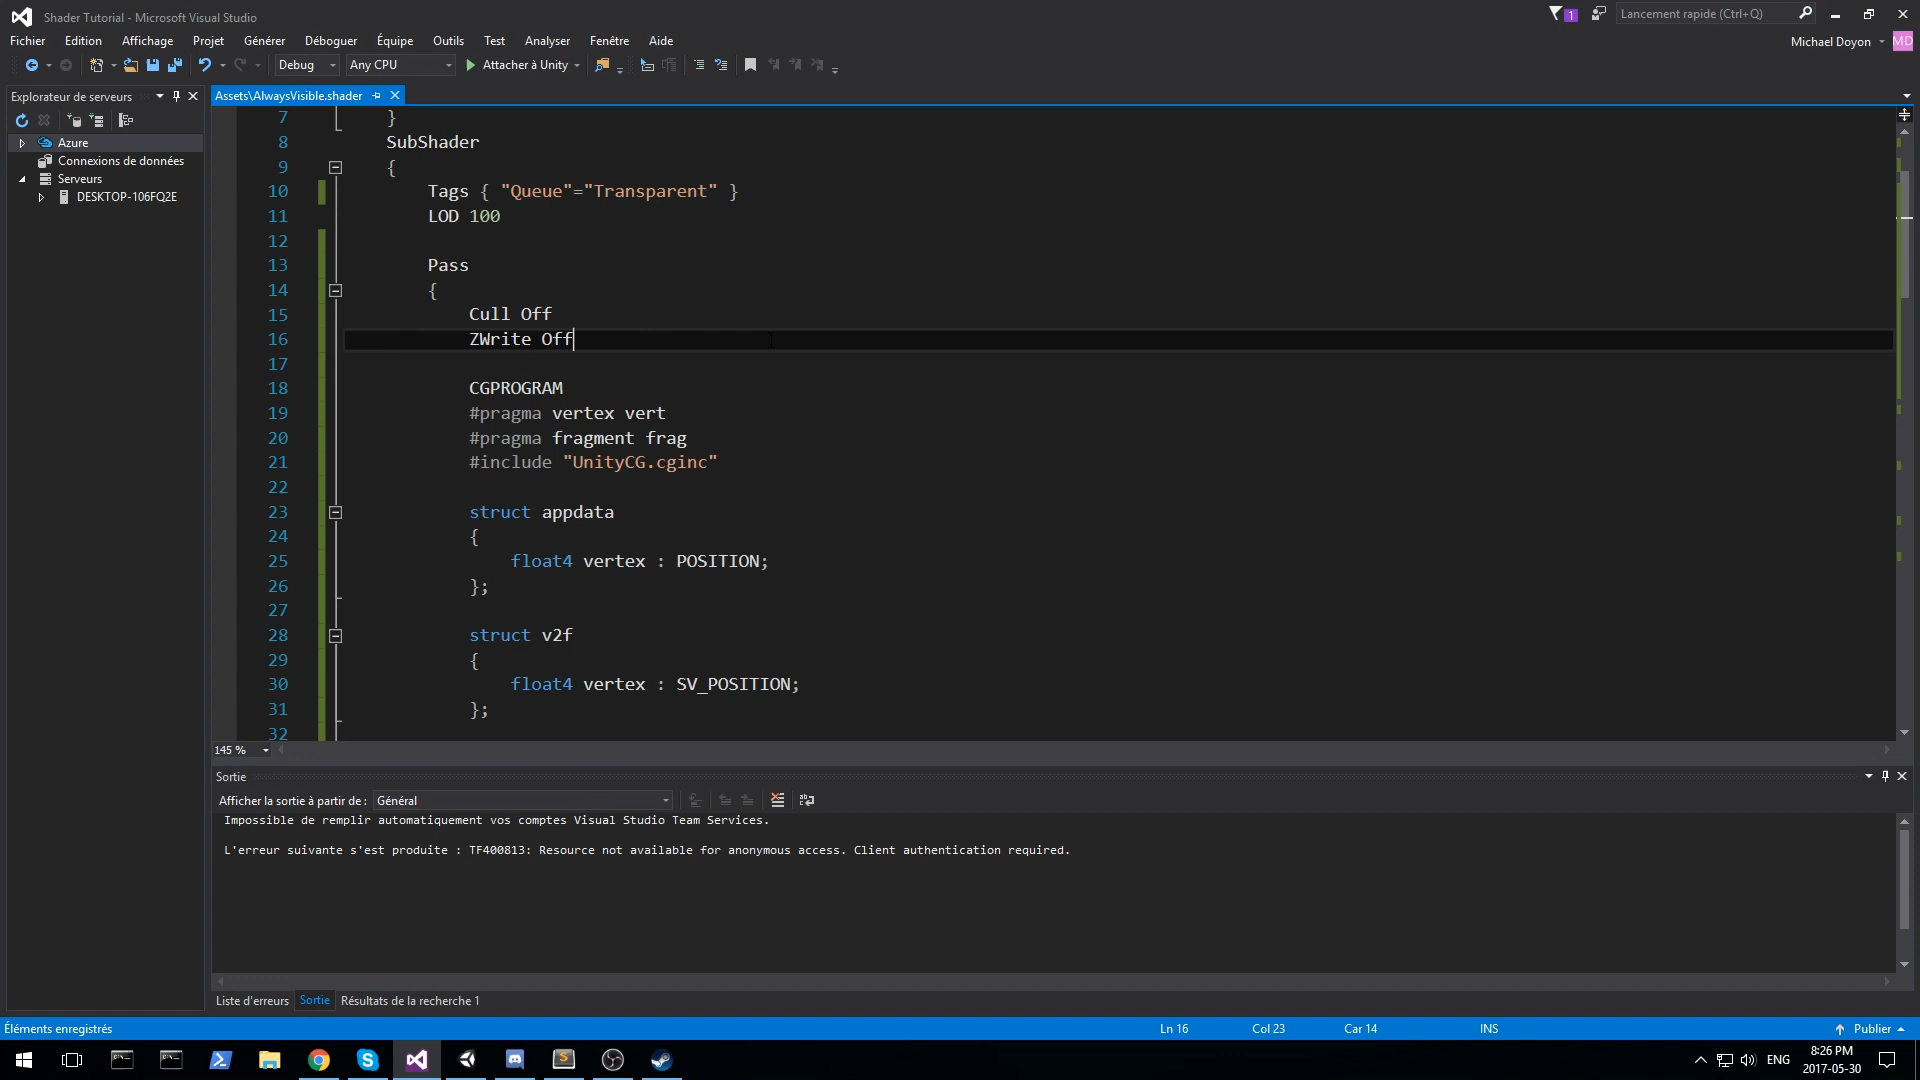 Shader Tutorial - Microsoft Visual Studio
1
Lancement rapide (Ctrl+Q)
Fichier Edition Affichage Projet Générer Déboguer Équipe Outils Test Analyser Fenêtre Aide
Michael Doyon MD
Debug Any CPU Attacher à Unity
Explorateur de serveurs
Azure
Connexions de données
Serveurs
DESKTOP-106FQ2E
Assets\AlwaysVisible.shader
7 }
8 SubShader
9 {
10 Tags { "Queue"="Transparent" }
11 LOD 100
12
13 Pass
14 {
15 Cull Off
16 ZWrite Off
17
18 CGPROGRAM
19 #pragma vertex vert
20 #pragma fragment frag
21 #include "UnityCG.cginc"
22
23 struct appdata
24 {
25 float4 vertex : POSITION;
26 };
27
28 struct v2f
29 {
30 float4 vertex : SV_POSITION;
31 };
32
145 %
Sortie
Afficher la sortie à partir de : Général
Impossible de remplir automatiquement vos comptes Visual Studio Team Services.
L'erreur suivante s'est produite : TF400813: Resource not available for anonymous access. Client authentication required.
Liste d'erreurs Sortie Résultats de la recherche 1
Éléments enregistrés Ln 16 Col 23 Car 14 INS Publier
ENG
8:26 PM
2017-05-30